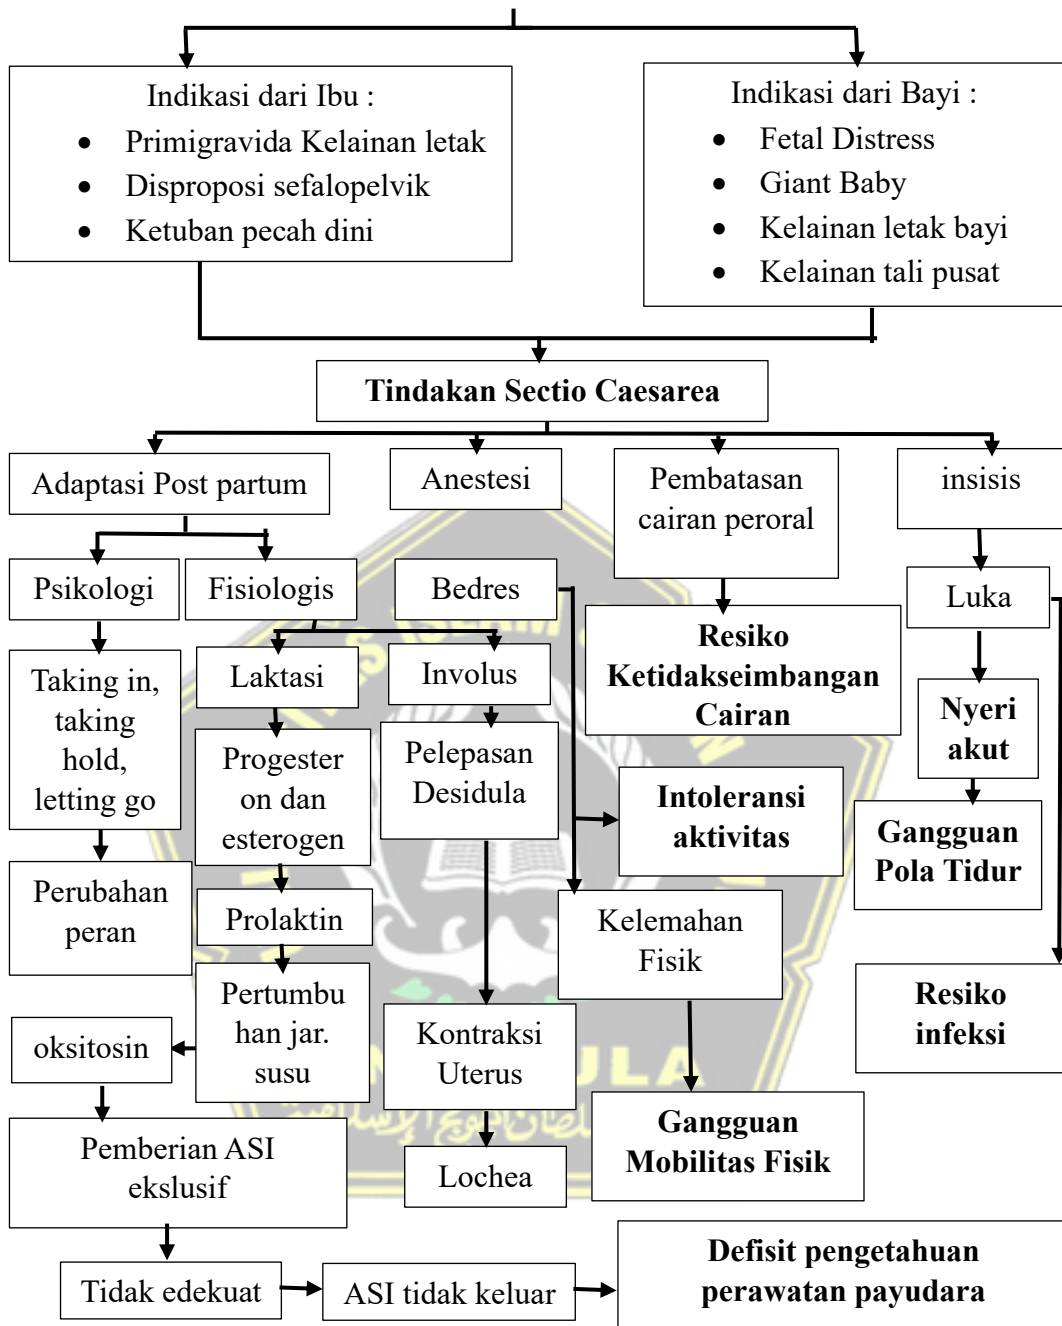 Indikasi dari Ibu :
• Primigravida Kelainan letak
• Disproposi sefalopelvik
• Ketuban pecah dini
Indikasi dari Bayi :
• Fetal Distress
• Giant Baby
• Kelainan letak bayi
• Kelainan tali pusat
Tindakan Sectio Caesarea
Adaptasi Post partum
Anestesi
Pembatasan
cairan peroral
insisis
Psikologi
Fisiologis
Bedres
Luka
Resiko
Ketidakseimbangan
Cairan
Taking in,
taking
hold,
letting go
Laktasi
Involus
Nyeri
akut
Progester
on dan
esterogen
Pelepasan
Desidula
Intoleransi
aktivitas
Gangguan
Pola Tidur
Perubahan
peran
Prolaktin
Kelemahan
Fisik
Pertumbu
han jar.
susu
Resiko
infeksi
oksitosin
Kontraksi
Uterus
Gangguan
Mobilitas Fisik
Pemberian ASI
ekslusif
Lochea
Tidak edekuat
ASI tidak keluar
Defisit pengetahuan
perawatan payudara